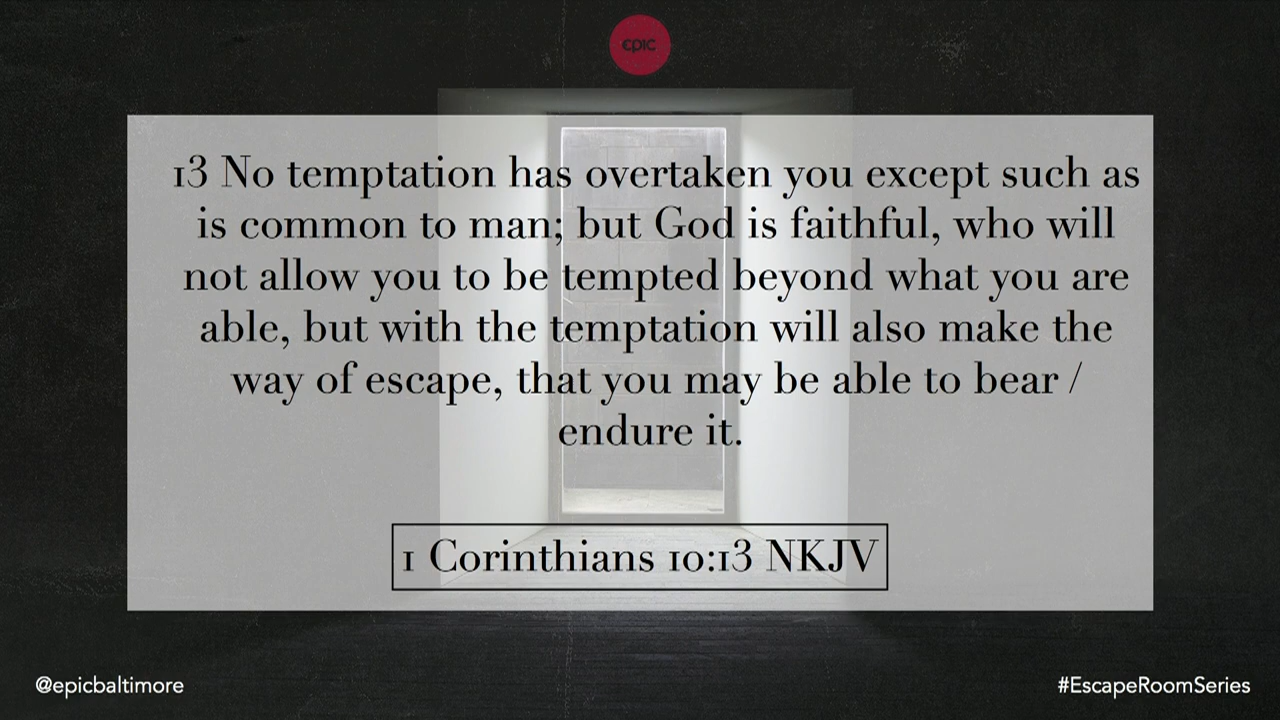 epic
13 No temptation has overtaken you except such as
is common to man; but God is faithful, who will
not allow you to be tempted beyond what you are
able, but with the temptation will also make the
way of escape, that you may be able to bear /
endure it.
1 Corinthians 10:13 NKJV
@epicbaltimore
#EscapeRoomSeries